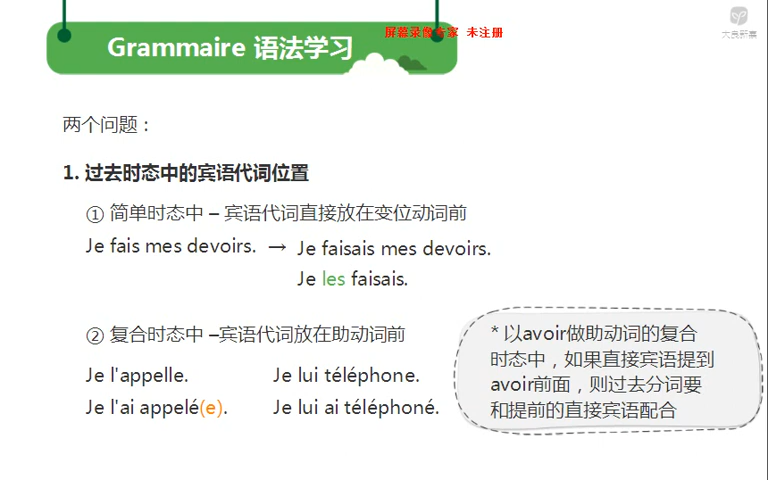 Grammaire 语法学习
屏幕录像专家 未注册
两个问题：
1. 过去时态中的宾语代词位置
① 简单时态中 – 宾语代词直接放在变位动词前
Je fais mes devoirs. → Je faisais mes devoirs.
Je les faisais.
② 复合时态中 –宾语代词放在助动词前
Je l'appelle. Je lui téléphone.
Je l'ai appelé(e). Je lui ai téléphoné.
* 以avoir做助动词的复合
时态中，如果直接宾语提到
avoir前面，则过去分词要
和提前的直接宾语配合